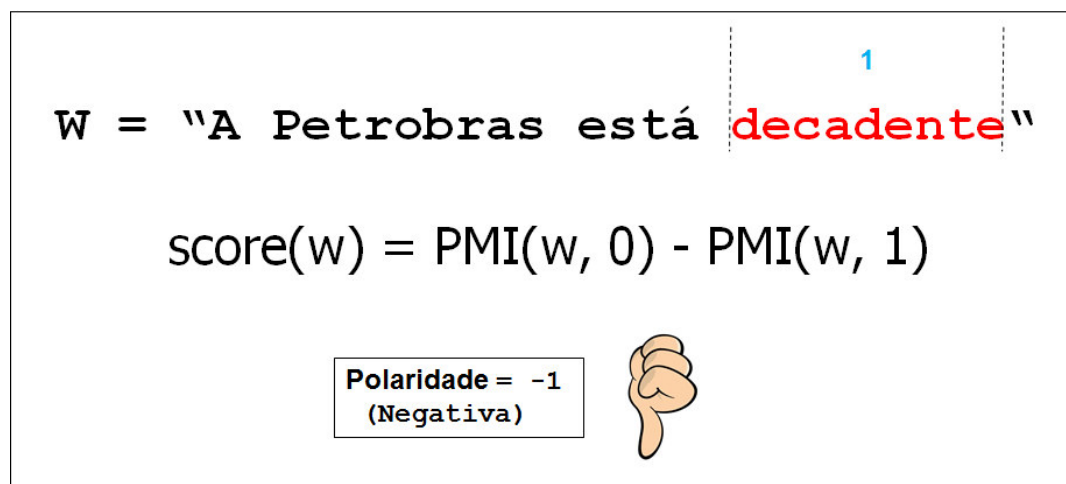 1
W = “A Petrobras está decadente“
score(w) = PMI(w, 0) - PMI(w, 1)
Polaridade = -1
(Negativa)